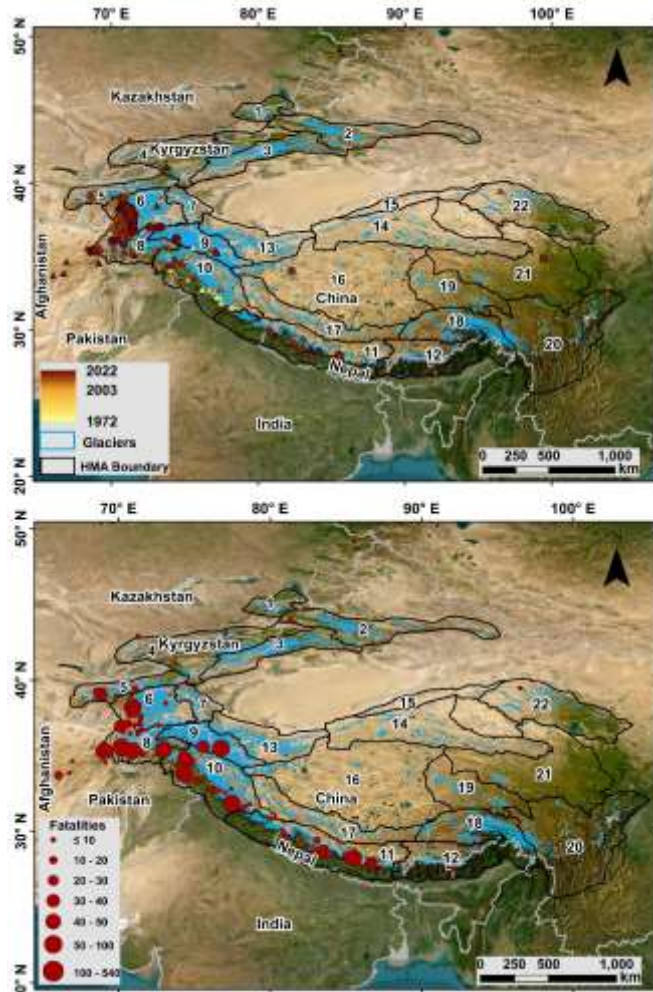 70° E 80° E 90° E 100° E
50° N
Kazakhstan
1
2
Kyrgyzstan
3
4
40° N
5
6
7
15
22
14
13
8
9
10
16
China
19
21
Afghanistan
17
18
20
30° N
Pakistan
11
12
Nepal
India
2022
2003
1972
Glaciers
HMA Boundary
0 250 500 1,000
km
20° N
70° E 80° E 90° E 100° E
50° N
Kazakhstan
1
2
Kyrgyzstan
3
4
40° N
5
6
7
15
22
14
13
8
9
10
16
China
19
21
Afghanistan
17
18
20
30° N
Pakistan
11
12
Nepal
India
Fatalities
≤ 10
10 - 20
20 - 30
30 - 40
40 - 50
50 - 100
100 - 540
0 250 500 1,000
km